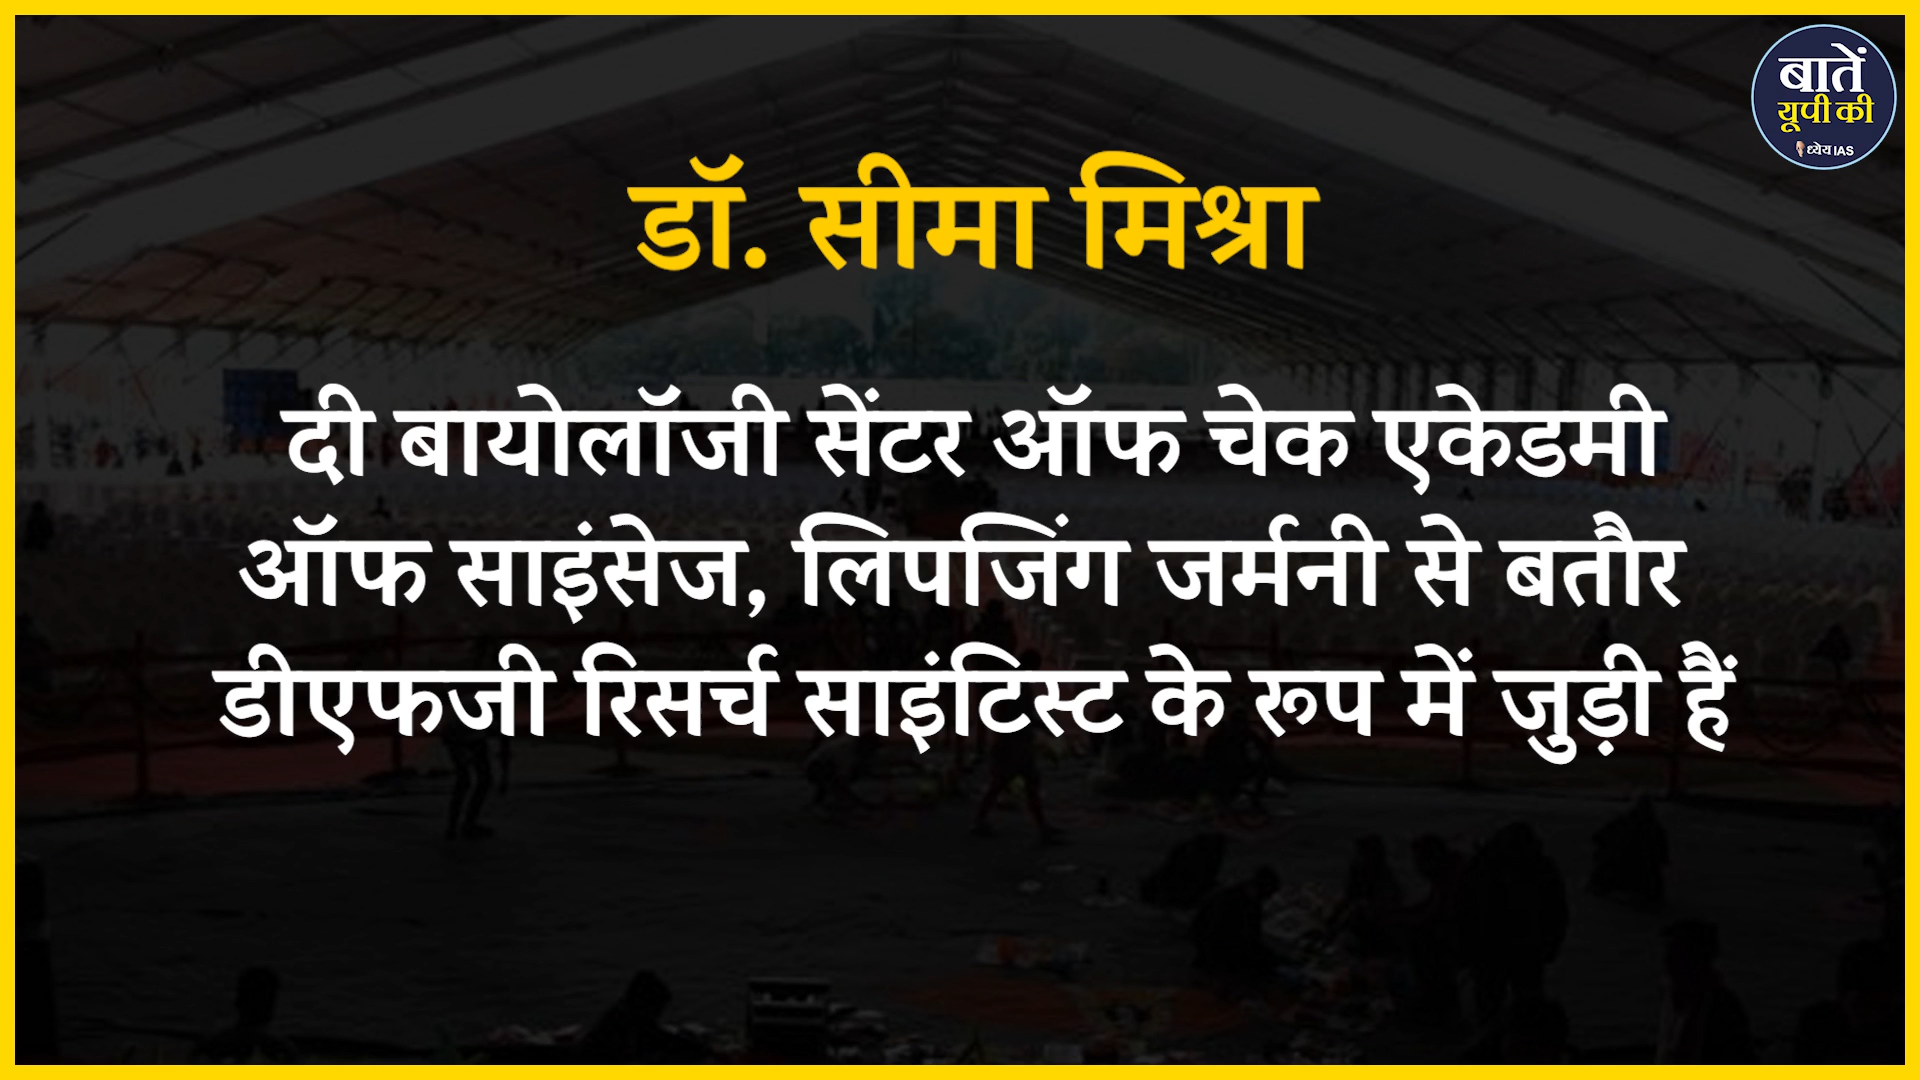 बातें
यूपी की
ध्येय IAS
डॉ. सीमा मिश्रा
दी बायोलॉजी सेंटर ऑफ चेक एकेडमी
ऑफ साइंसेज, लिपजिंग जर्मनी से बतौर
डीएफजी रिसर्च साइंटिस्ट के रूप में जुड़ी हैं